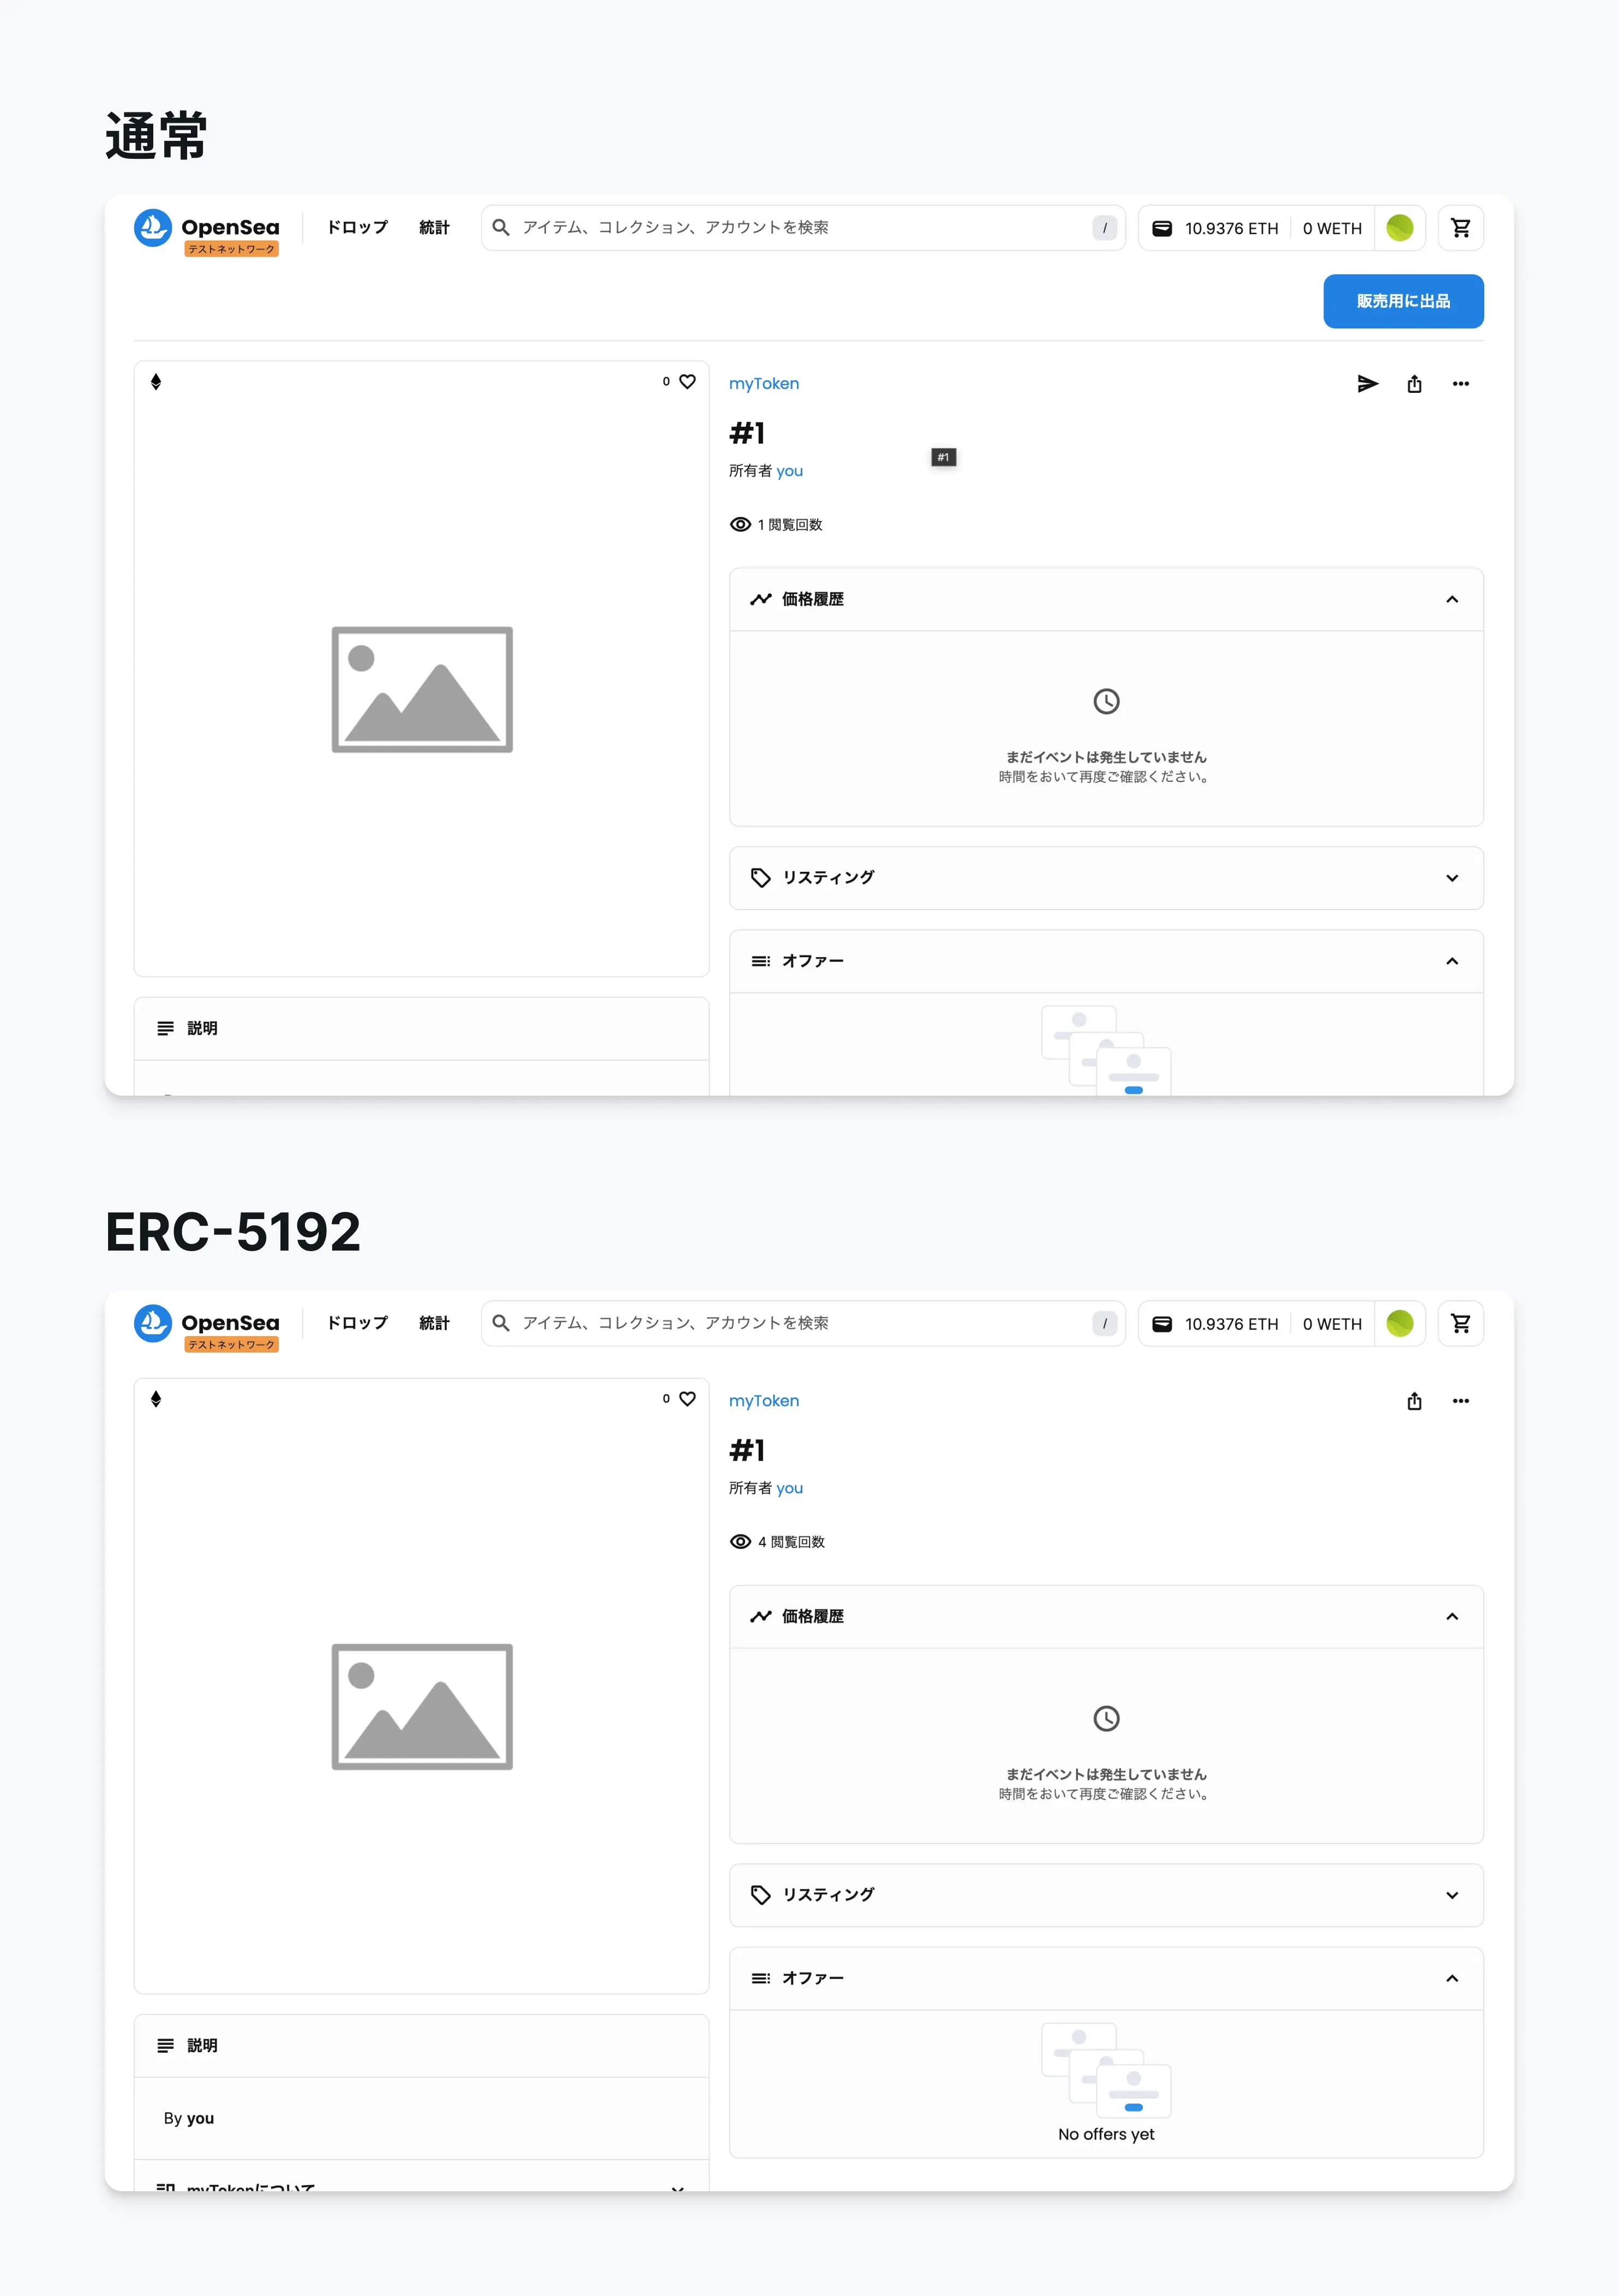 通常
OpenSea
テストネットワーク
ドロップ
統計
アイテム、コレクション、アカウントを検索
/
10.9376 ETH
0 WETH
販売用に出品
0
myToken
#1
#1
所有者 you
1 閲覧回数
価格履歴
まだイベントは発生していません
時間をおいて再度ご確認ください。
リスティング
オファー
説明
ERC-5192
OpenSea
テストネットワーク
ドロップ
統計
アイテム、コレクション、アカウントを検索
/
10.9376 ETH
0 WETH
0
myToken
#1
所有者 you
4 閲覧回数
価格履歴
まだイベントは発生していません
時間をおいて再度ご確認ください。
リスティング
オファー
No offers yet
説明
By you
myTokenについて